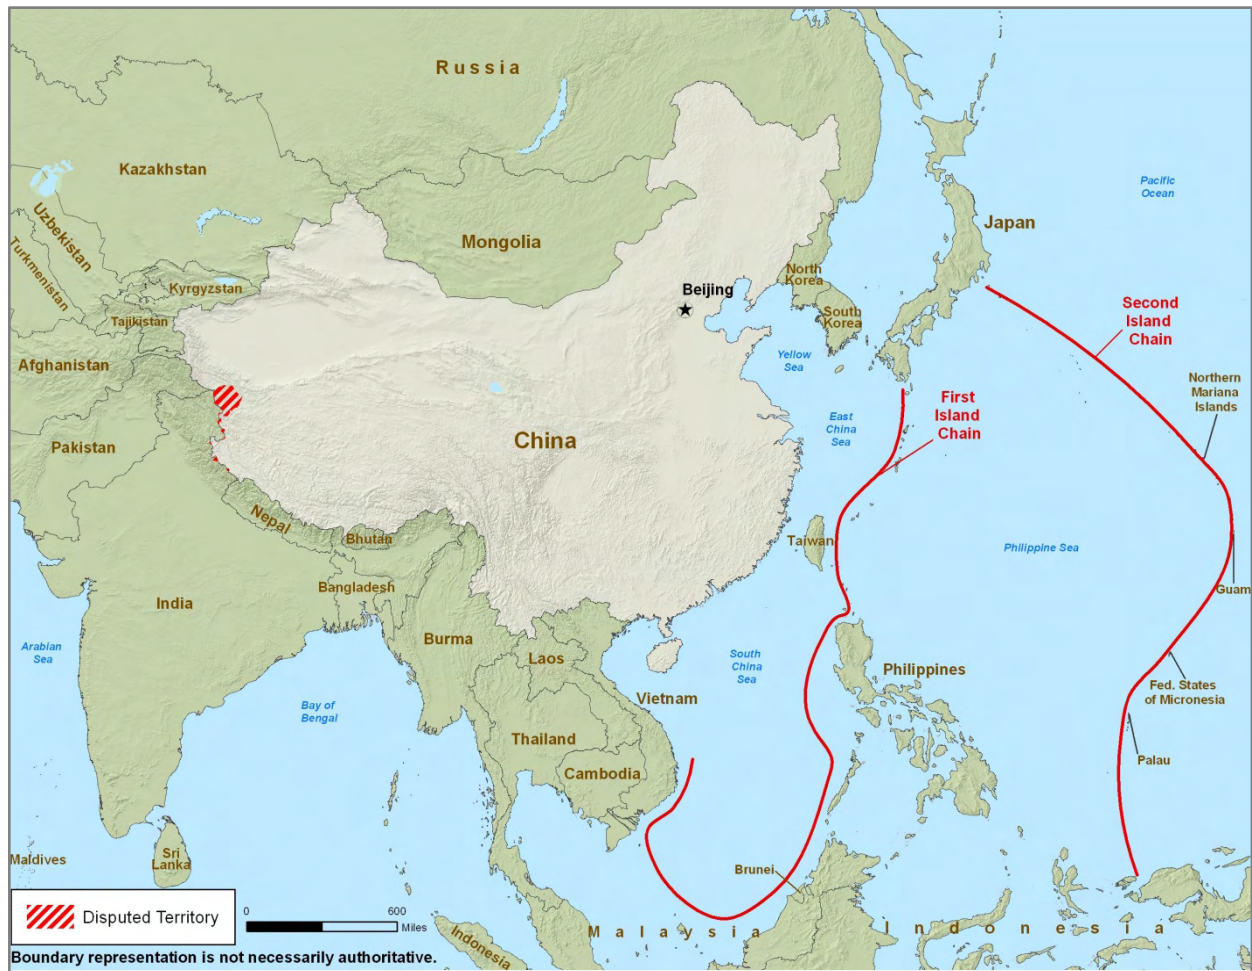 Russia
Kazakhstan
Pacific
Ocean
Uzbekistan
Japan
Mongolia
Turkmenistan
North
Korea
Kyrgyzstan
Beijing
Second
Island
Chain
South
Korea
Tajikistan
Afghanistan
Yellow
Sea
Northern
Mariana
Islands
First
Island
Chain
East
China
Sea
China
Pakistan
Nepal
Bhutan
Taiwan
Philippine Sea
Bangladesh
Guam
India
Burma
Arabian
Sea
Laos
South
China
Sea
Philippines
Vietnam
Fed. States
of Micronesia
Bay of
Bengal
Thailand
Palau
Cambodia
Sri
Lanka
Maldives
Brunei
Disputed Territory
0
600
Miles
Malaysia
Indonesia
Indonesia
Boundary representation is not necessarily authoritative.